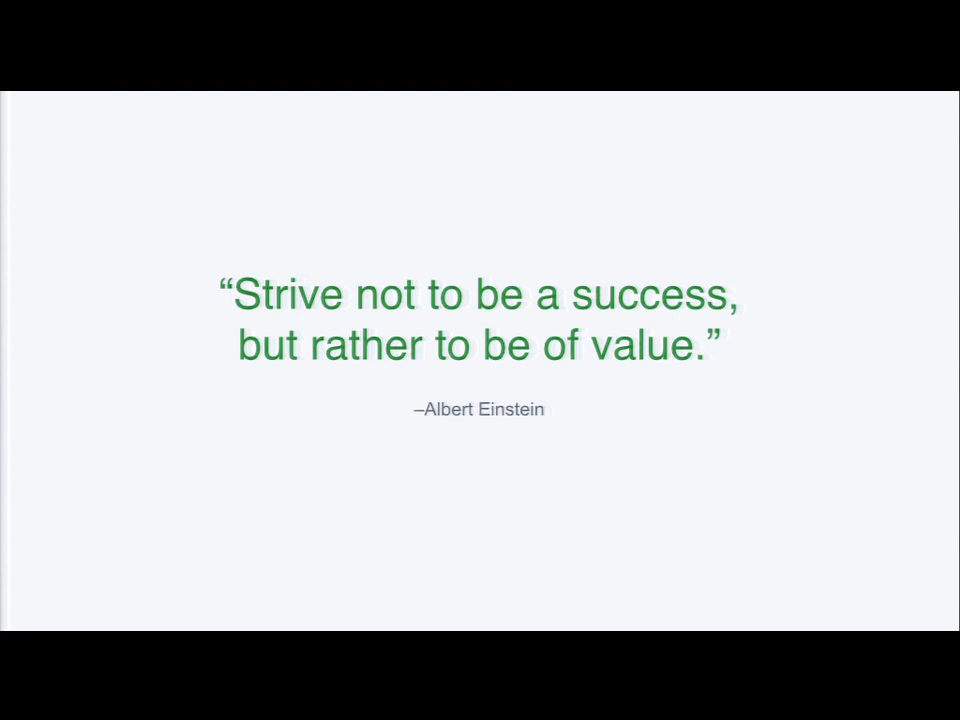 “Strive not to be a success,
but rather to be of value.”
–Albert Einstein